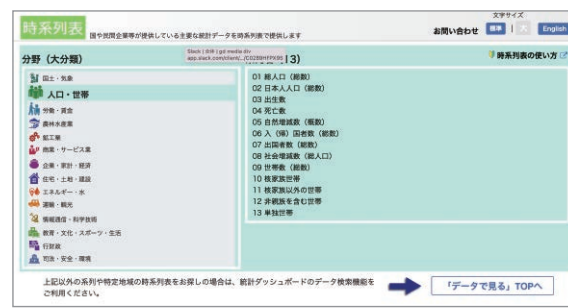 時系列表
国や民間企業等が提供している主要な統計データを時系列表で提供します
お問い合わせ
文字サイズ
標準
大
English
分野（大分類）
app.slack.com/client/.../C02BBHFPX95
13)
時系列表の使い方
国土・気象
人口・世帯
労働・賃金
農林水産業
鉱工業
商業・サービス業
企業・家計・経済
住宅・土地・建設
エネルギー・水
運輸・観光
情報通信・科学技術
教育・文化・スポーツ・生活
行財政
司法・安全・環境
01 総人口（総数）
02 日本人人口（総数）
03 出生数
04 死亡数
05 自然増減数（概数）
06 入（帰）国者数（総数）
07 出国者数（総数）
08 社会増減数（総人口）
09 世帯数（総数）
10 核家族世帯
11 核家族以外の世帯
12 非親族を含む世帯
13 単独世帯
上記以外の系列や特定地域の時系列表をお探しの場合は、統計ダッシュボードのデータ検索機能を
ご利用ください。
「データで見る」TOPへ